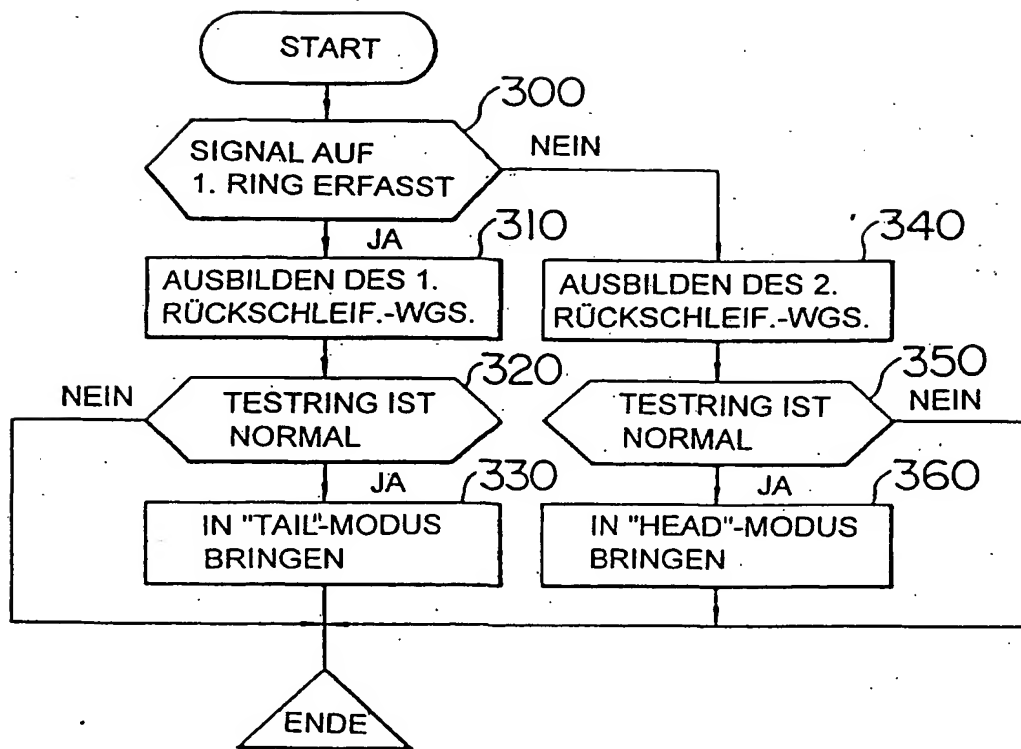 START
300
SIGNAL AUF
1. RING ERFASST
NEIN
JA
310
AUSBILDEN DES 1.
RÜCKSCHLEIF.-WGS.
340
AUSBILDEN DES 2.
RÜCKSCHLEIF.-WGS.
NEIN
320
TESTRING IST
NORMAL
350
TESTRING IST
NORMAL
NEIN
JA
330
IN "TAIL"-MODUS
BRINGEN
JA
360
IN "HEAD"-MODUS
BRINGEN
ENDE